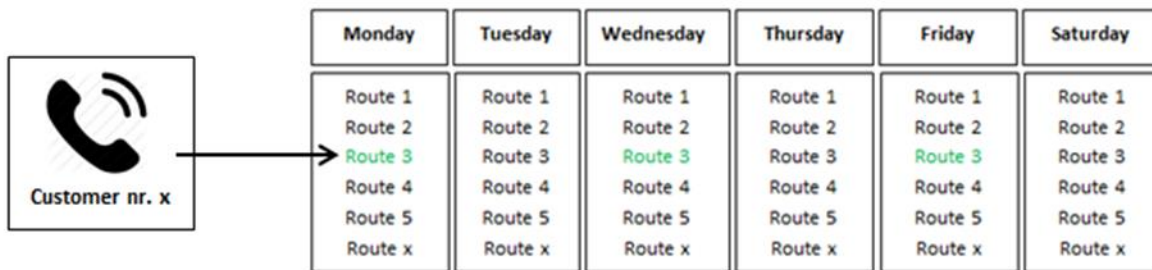 Monday Tuesday Wednesday Thursday Friday Saturday
Route 1 Route 1 Route 1 Route 1 Route 1 Route 1
Route 2 Route 2 Route 2 Route 2 Route 2 Route 2
Route 3 Route 3 Route 3 Route 3 Route 3 Route 3
Route 4 Route 4 Route 4 Route 4 Route 4 Route 4
Route 5 Route 5 Route 5 Route 5 Route 5 Route 5
Route x Route x Route x Route x Route x Route x
Customer nr. x